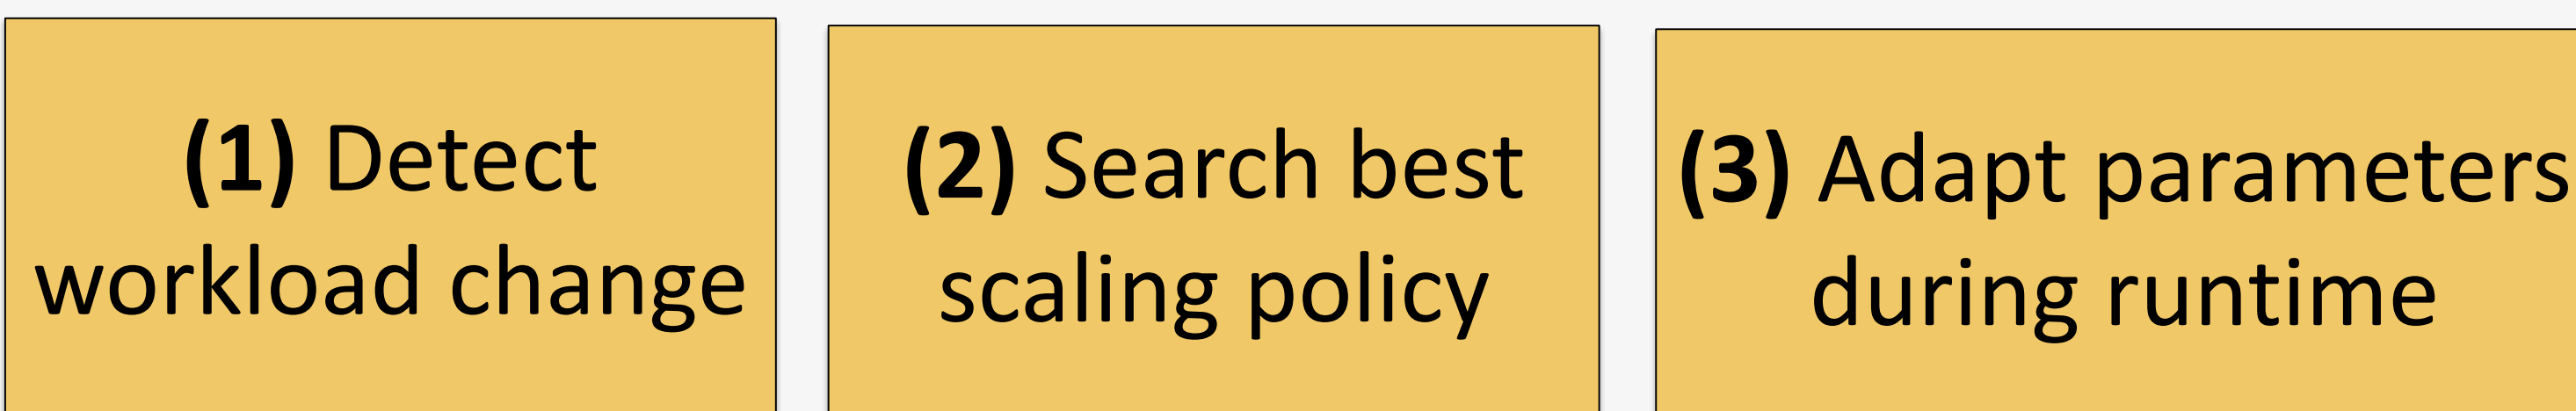 (1) Detect
workload change
(2) Search best
scaling policy
(3) Adapt parameters
during runtime